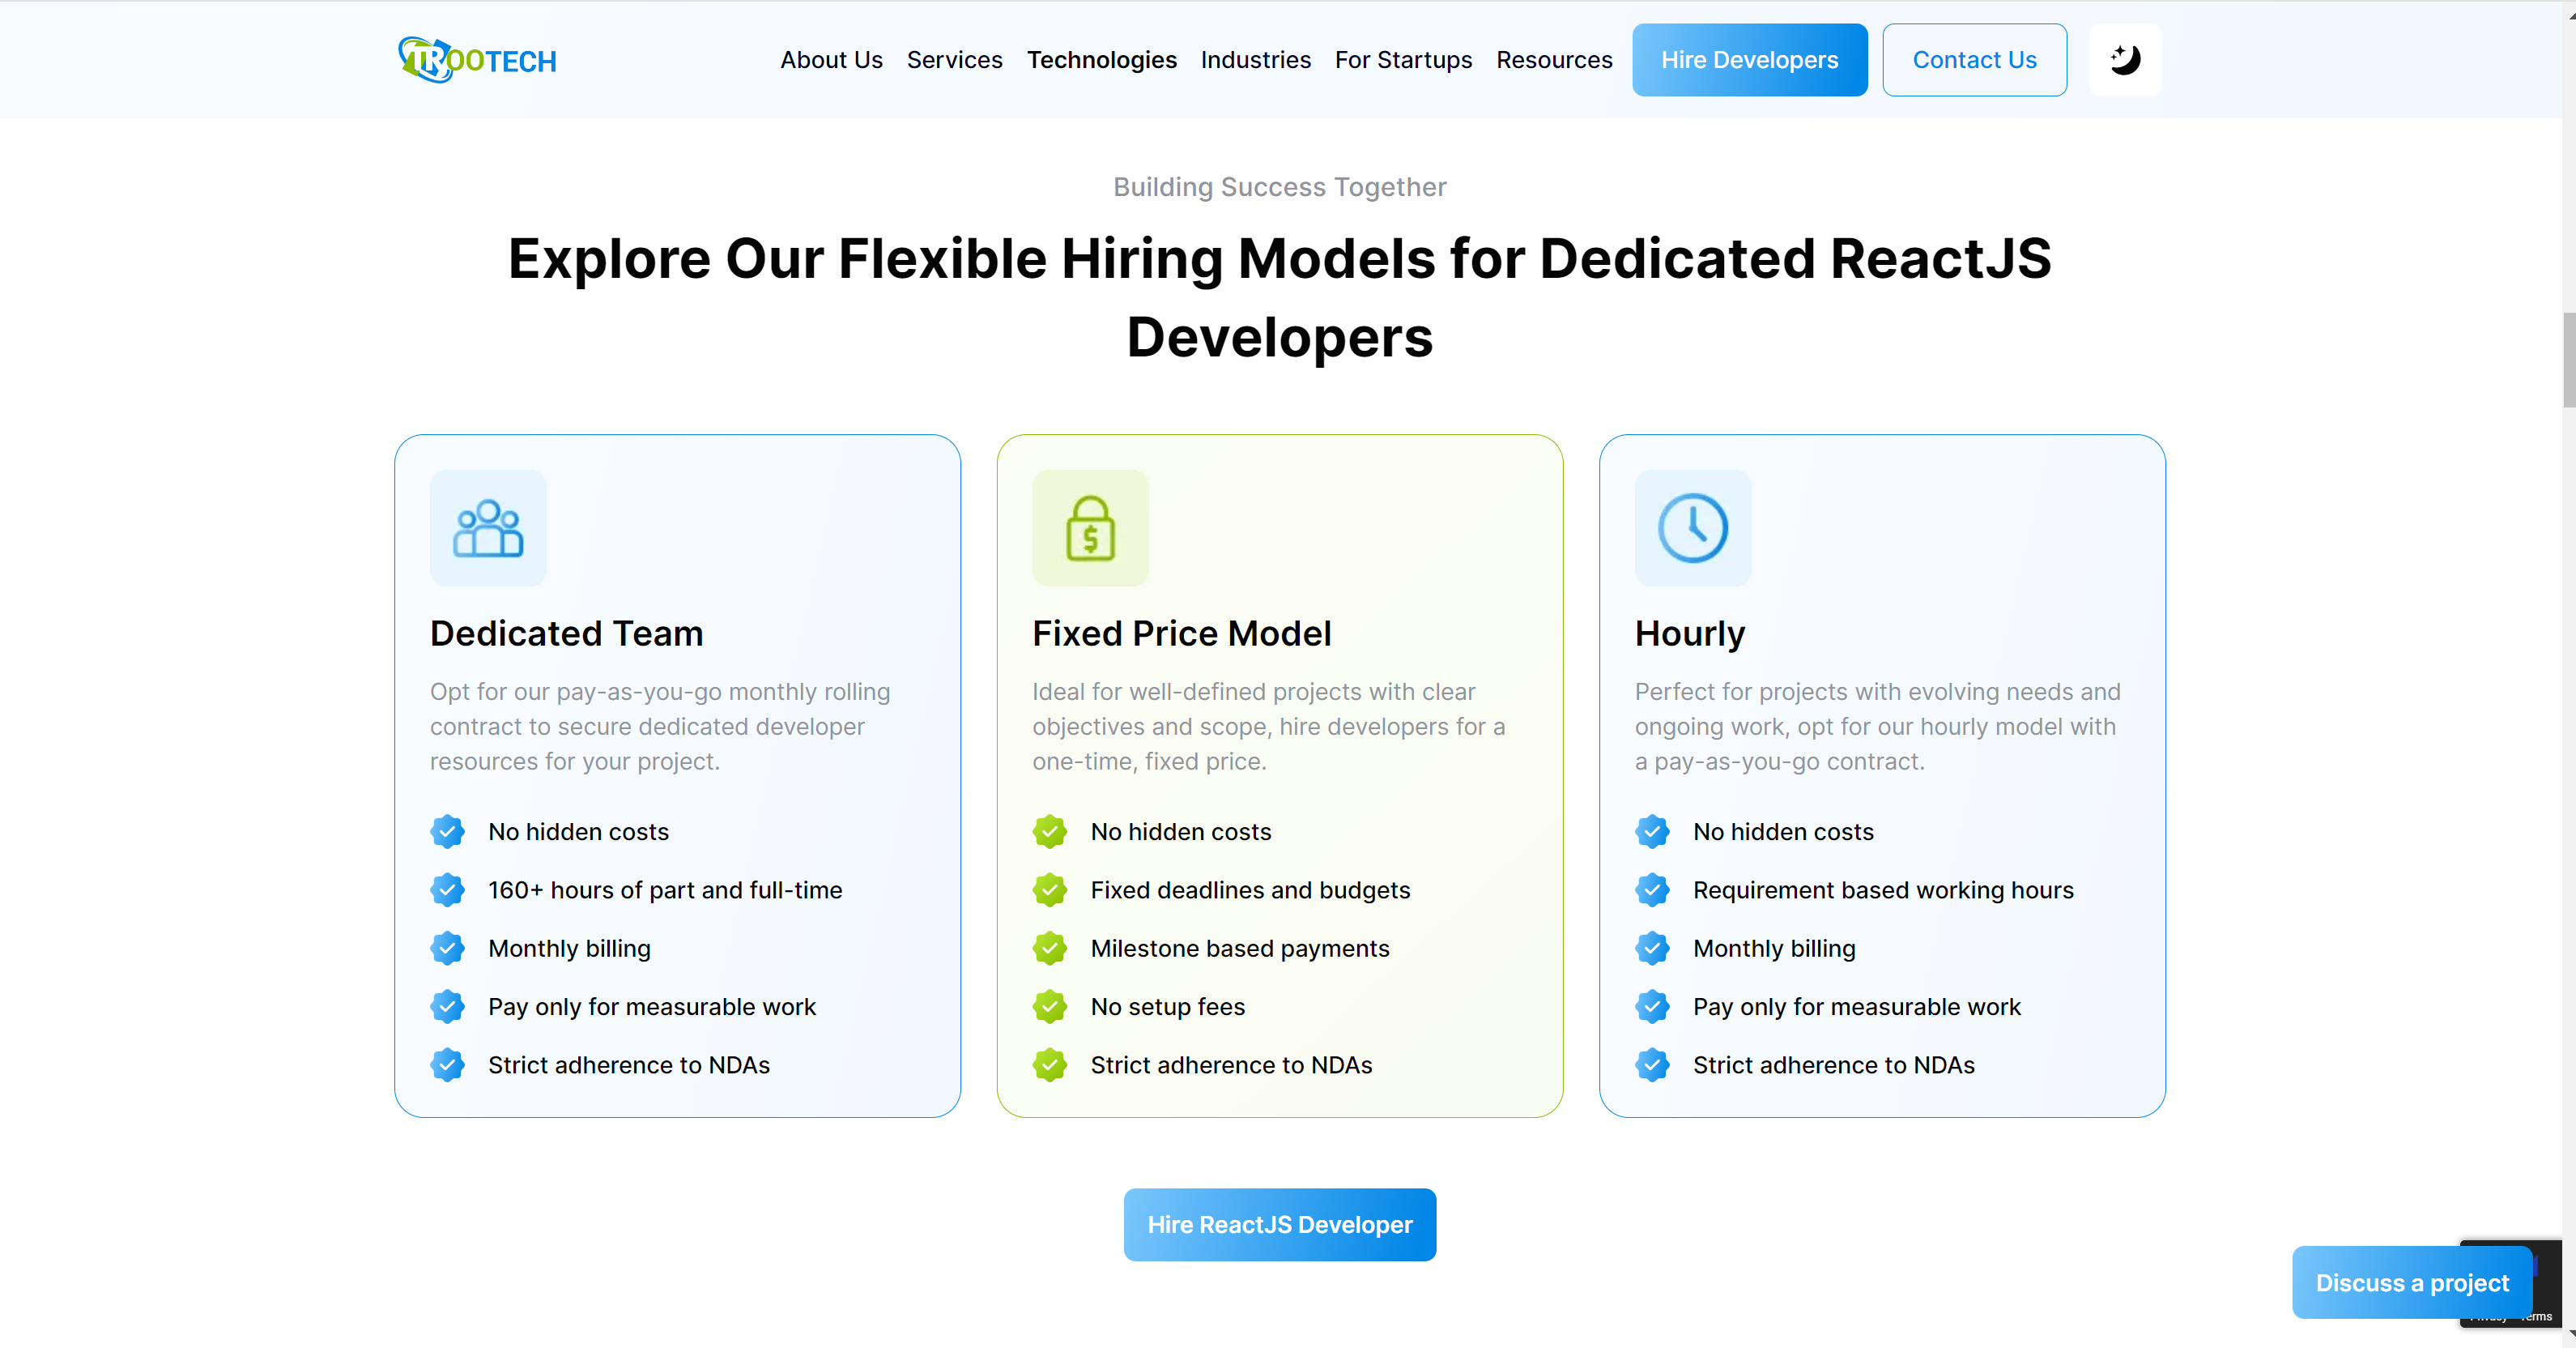 TROOTECH
About Us Services Technologies Industries For Startups Resources Hire Developers Contact Us
Building Success Together
Explore Our Flexible Hiring Models for Dedicated ReactJS
Developers
Dedicated Team
Opt for our pay-as-you-go monthly rolling
contract to secure dedicated developer
resources for your project.
No hidden costs
160+ hours of part and full-time
Monthly billing
Pay only for measurable work
Strict adherence to NDAs
$
Fixed Price Model
Ideal for well-defined projects with clear
objectives and scope, hire developers for a
one-time, fixed price.
No hidden costs
Fixed deadlines and budgets
Milestone based payments
No setup fees
Strict adherence to NDAs
Hourly
Perfect for projects with evolving needs and
ongoing work, opt for our hourly model with
a pay-as-you-go contract.
No hidden costs
Requirement based working hours
Monthly billing
Pay only for measurable work
Strict adherence to NDAs
Hire ReactJS Developer
Discuss a project